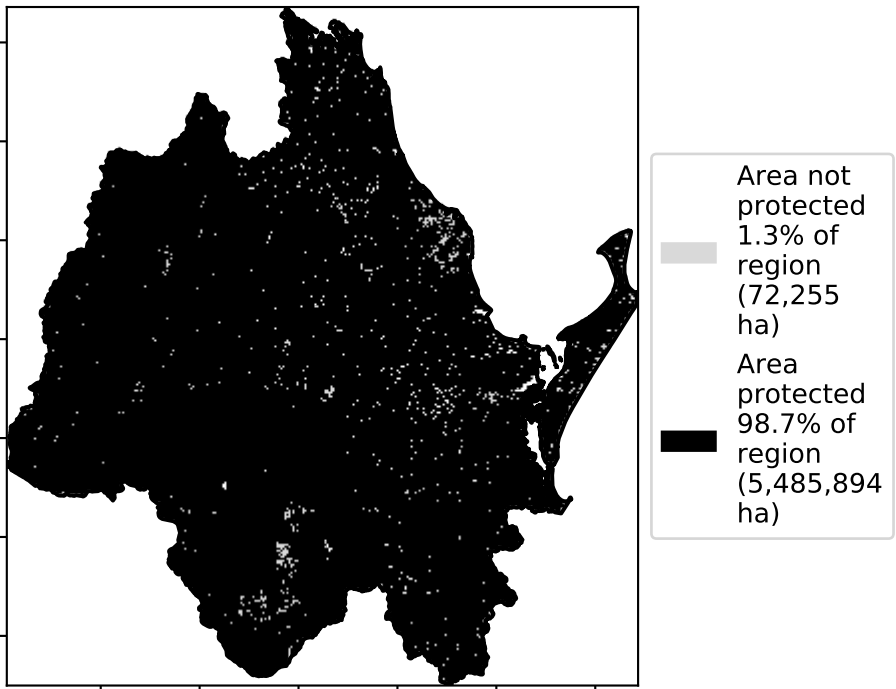 Area not
protected
1.3% of
region
(72,255
ha)
Area
protected
98.7% of
region
(5,485,894
ha)